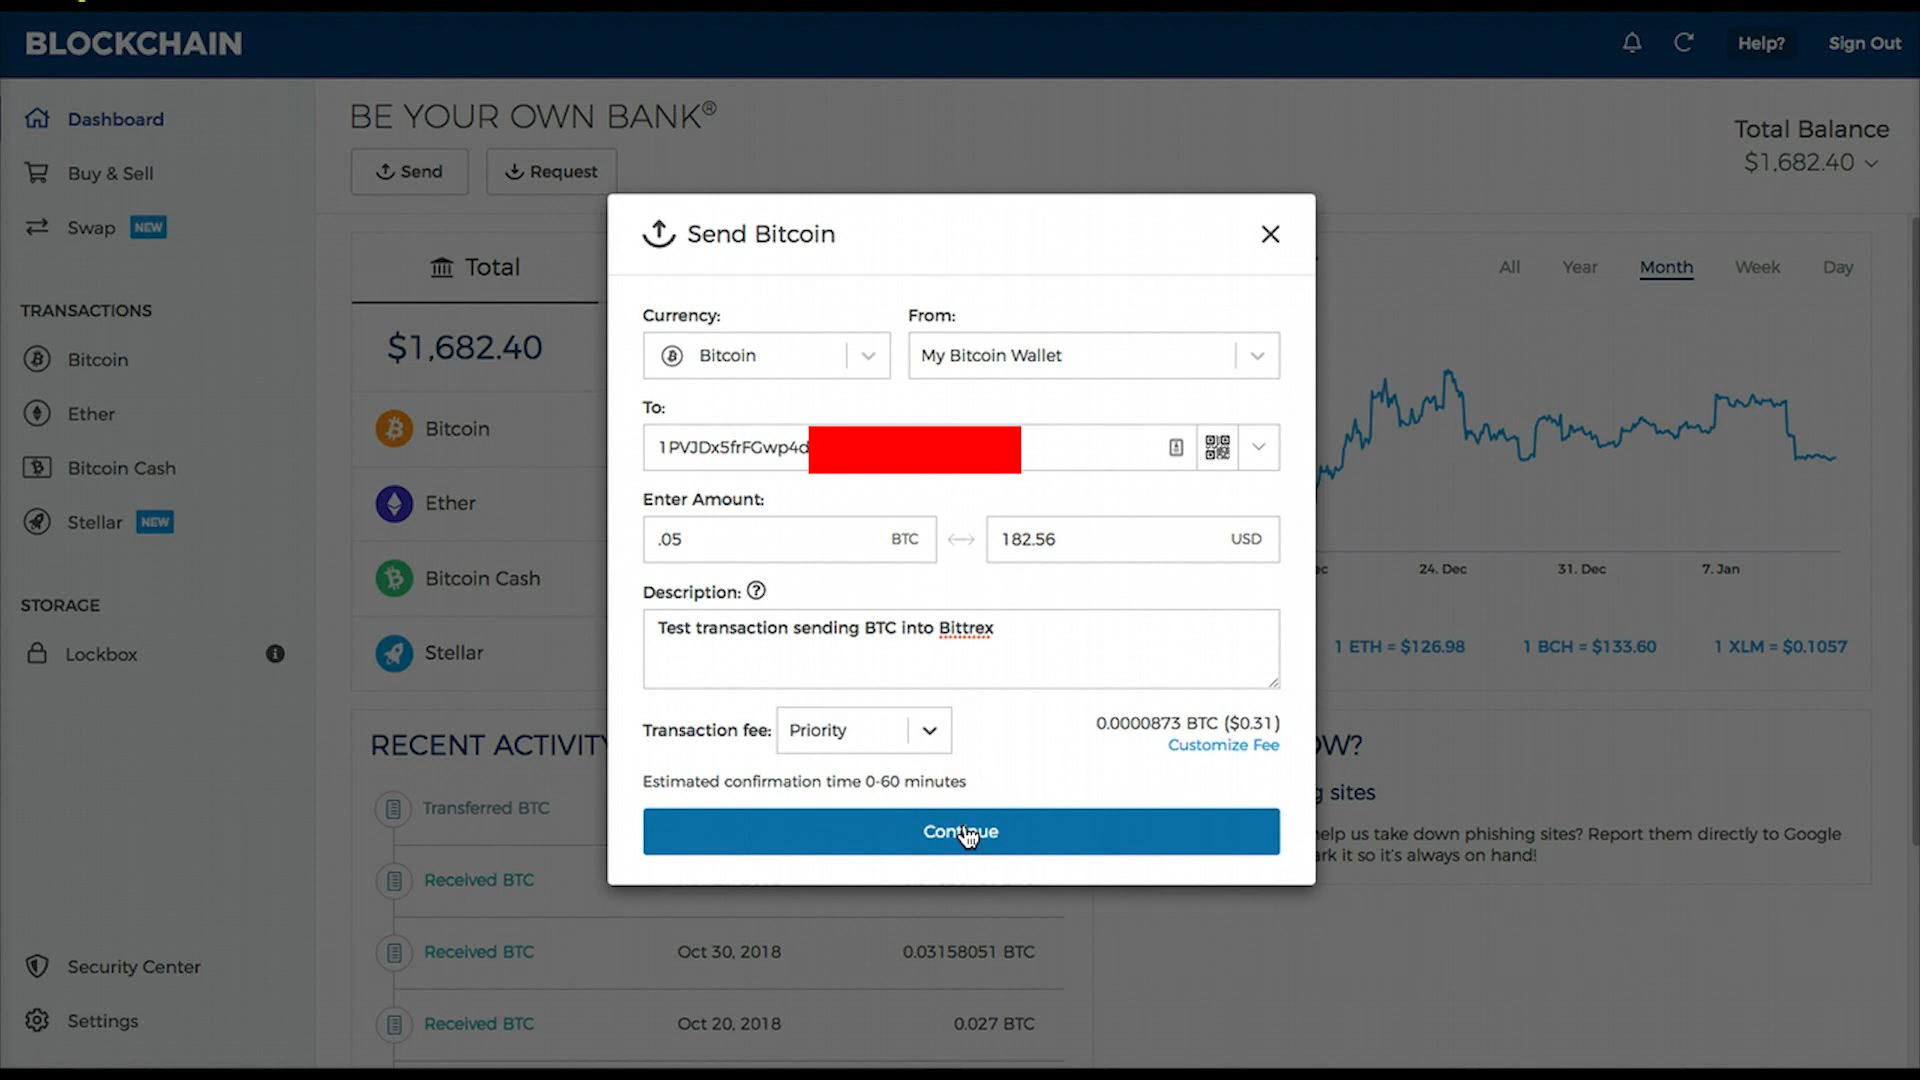 BLOCKCHAIN
Help?
Sign Out
Dashboard
Buy & Sell
Swap NEW
TRANSACTIONS
Bitcoin
Ether
Bitcoin Cash
Stellar NEW
STORAGE
Lockbox
Security Center
Settings
BE YOUR OWN BANK®
Send
Request
Total Balance
$1,682.40
Total
$1,682.40
Bitcoin
Ether
Bitcoin Cash
Stellar
All Year Month Week Day
24. Dec 31. Dec 7. Jan
1 ETH = $126.98 1 BCH = $133.60 1 XLM = $0.1057
Send Bitcoin
Currency: From:
Bitcoin My Bitcoin Wallet
To:
1PVJDx5frFGwp4d
Enter Amount:
.05 BTC 182.56 USD
Description:
Test transaction sending BTC into Bittrex
Transaction fee: Priority 0.0000873 BTC ($0.31)
Customize Fee
Estimated confirmation time 0-60 minutes
Continue
RECENT ACTIVITY
Transferred BTC
Received BTC
Received BTC Oct 30, 2018 0.03158051 BTC
Received BTC Oct 20, 2018 0.027 BTC
OW?
g sites
elp us take down phishing sites? Report them directly to Google
ark it so it's always on hand!